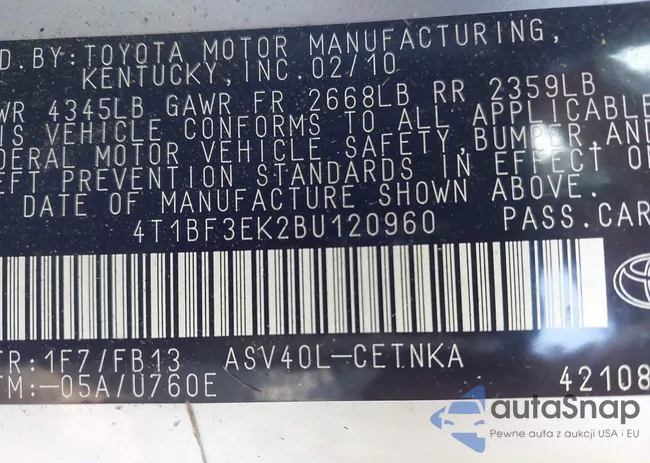 D.BY: TOYOTA MOTOR MANUFACTURING,
KENTUCKY, INC. 02/10
WR 4345LB GAWR FR 2668LB RR 2359LB
IS VEHICLE CONFORMS TO ALL APPLICABLE
DERAL MOTOR VEHICLE SAFETY, BUMPER, AND
EFT PREVENTION STANDARDS IN EFFECT ON
DATE OF MANUFACTURE SHOWN ABOVE.
4T1BF3EK2BU120960 PASS. CAR
TR: 1F7/FB13 ASV40L-CETNKA
TM: -05A/U760E 42108
autaSnap
Pewne auta z aukcji USA i EU